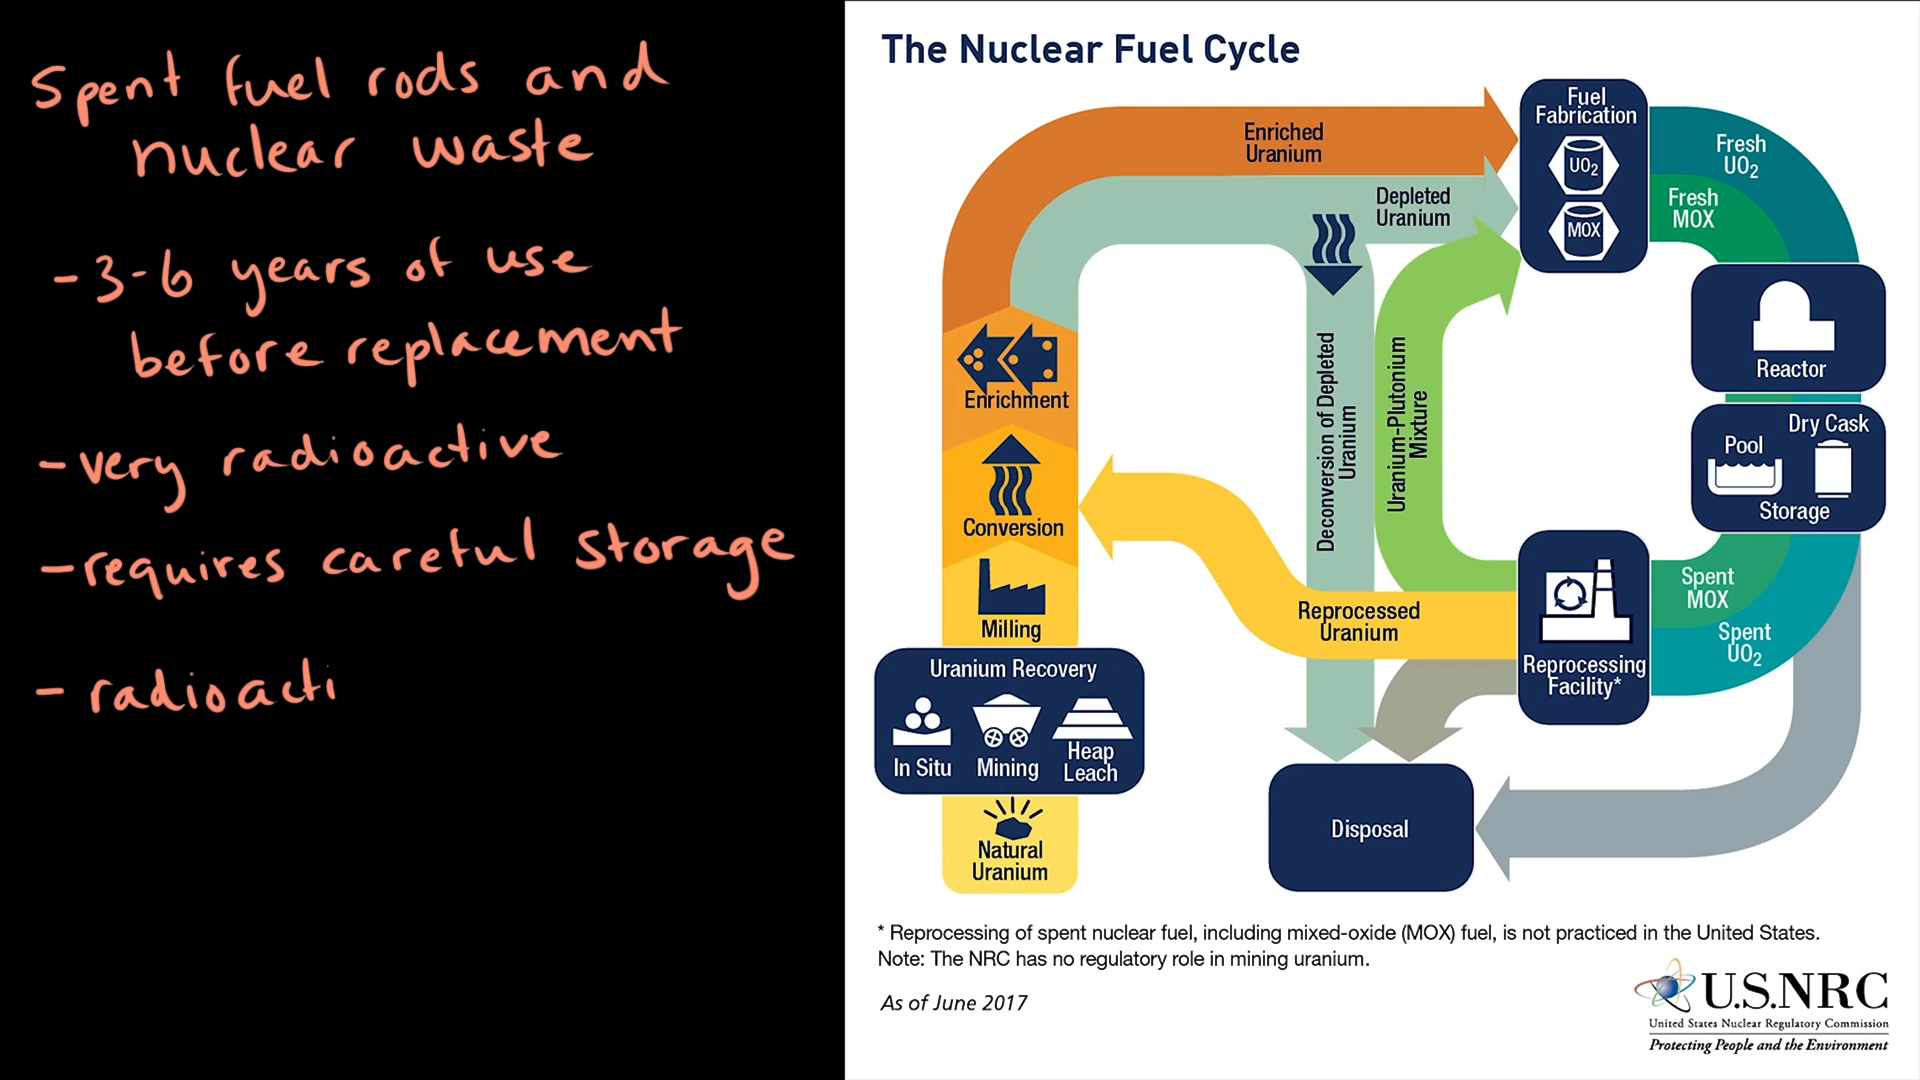 Spent fuel rods and
nuclear waste
-3-6 years of use
before replacement
-very radioactive
-requires careful storage
- radioacti
The Nuclear Fuel Cycle
Enriched
Uranium
Depleted
Uranium
Fuel
Fabrication
UO₂
MOX
Fresh
UO₂
Fresh
MOX
Reactor
Dry Cask
Pool
Storage
Enrichment
Conversion
Milling
Deconversion of Depleted
Uranium
Uranium-Plutonium
Mixture
Reprocessed
Uranium
Reprocessing
Facility*
Spent
MOX
Spent
UO₂
Uranium Recovery
In Situ
Mining
Heap
Leach
Natural
Uranium
Disposal
* Reprocessing of spent nuclear fuel, including mixed-oxide (MOX) fuel, is not practiced in the United States.
Note: The NRC has no regulatory role in mining uranium.
As of June 2017
U.S.NRC
United States Nuclear Regulatory Commission
Protecting People and the Environment